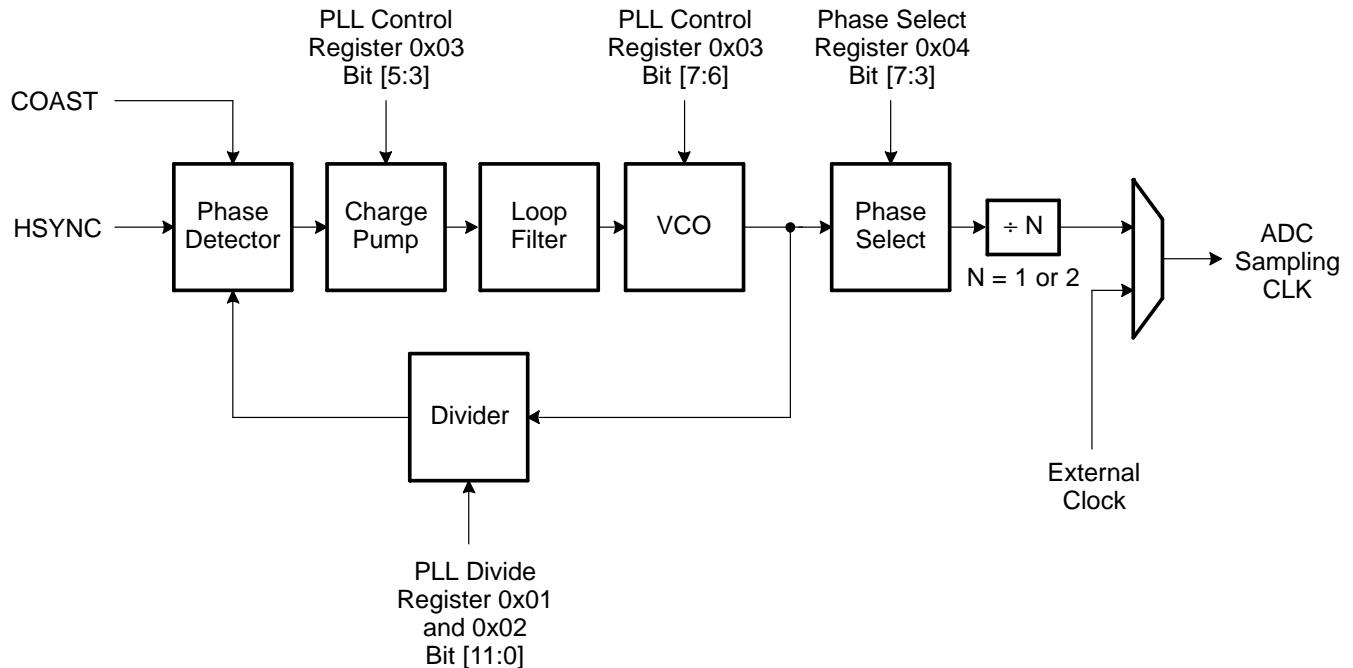 PLL Control
Register 0x03
Bit [5:3]
PLL Control
Register 0x03
Bit [7:6]
Phase Select
Register 0x04
Bit [7:3]
COAST
HSYNC
Phase
Detector
Charge
Pump
Loop
Filter
VCO
Phase
Select
÷ N
N = 1 or 2
ADC
Sampling
CLK
Divider
External
Clock
PLL Divide
Register 0x01
and 0x02
Bit [11:0]